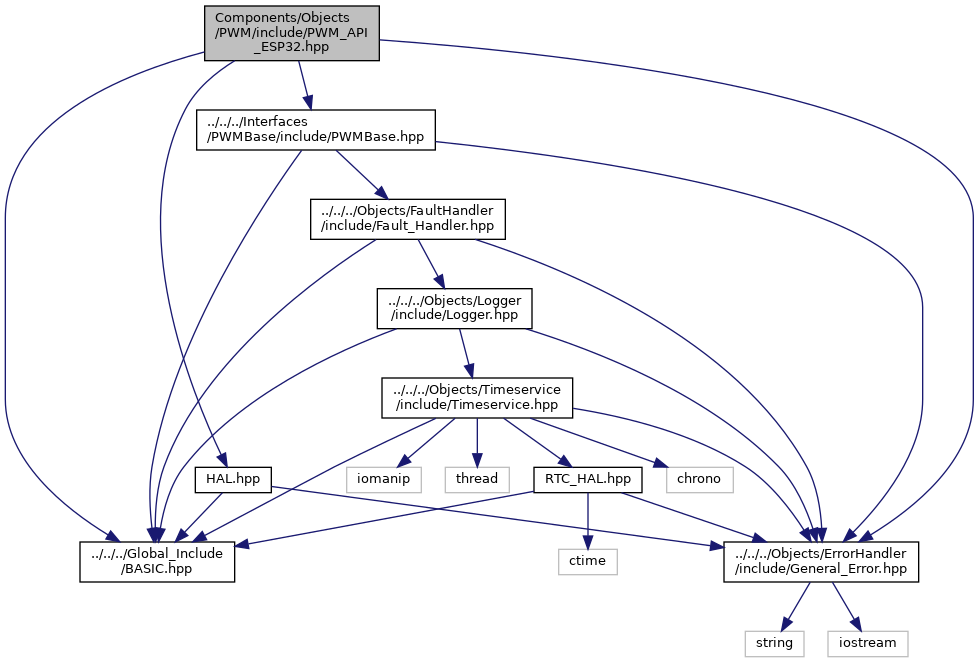 Components/Objects
/PWM/include/PWM_API
_ESP32.hpp
../../../Interfaces
/PWMBase/include/PWMBase.hpp
../../../Objects/FaultHandler
/include/Fault_Handler.hpp
../../../Objects/Logger
/include/Logger.hpp
../../../Objects/Timeservice
/include/Timeservice.hpp
HAL.hpp
iomanip
thread
RTC_HAL.hpp
chrono
../../../Global_Include
/BASIC.hpp
ctime
../../../Objects/ErrorHandler
/include/General_Error.hpp
string
iostream